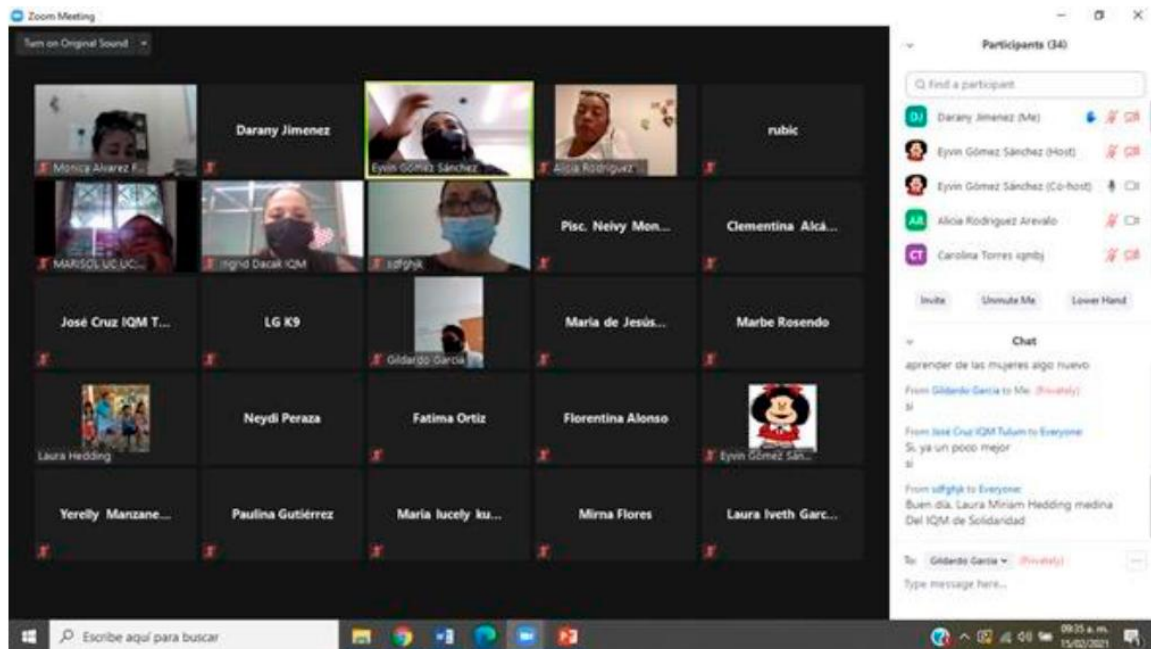 Zoom Meeting
Turn on Original Sound
Participants (34)
Find a participant
DJ Darany Jimenez (Me)
Eyvin Gómez Sánchez (Host)
Eyvin Gómez Sánchez (Co-host)
AR Alicia Rodriguez Arevalo
CT Carolina Torres iqmbj
Invite
Unmute Me
Lower Hand
Monica Alvarez R...
Darany Jimenez
Eyvin Gómez Sánchez
Alicia Rodriguez
rubic
MARISOL UC UC...
Ingrid Dacak IQM
sdfghjk
Pisc. Neivy Mon...
Clementina Alcá...
José Cruz IQM T...
LG K9
Gildardo Garcia
Maria de Jesús...
Marbe Rosendo
Laura Hedding
Neydi Peraza
Fatima Ortiz
Florentina Alonso
Eyvin Gómez Sán...
Yerelly Manzane...
Paulina Gutiérrez
Maria lucely ku...
Mirna Flores
Laura Iveth Garc...
Chat
aprender de las mujeres algo nuevo
From Gildardo Garcia to Me: (Privately)
si
From José Cruz IQM Tulum to Everyone:
Si, ya un poco mejor
si
From sdfghjk to Everyone:
Buen dia. Laura Miriam Hedding medina
Del IQM de Solidaridad
To: Gildardo Garcia (Privately)
Type message here...
Escribe aquí para buscar
09:35 a. m.
15/02/2021